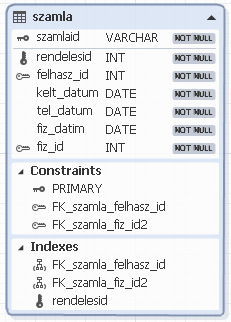 szamla
szamlaid VARCHAR NOT NULL
rendelesid INT NOT NULL
felhasz_id INT NOT NULL
kelt_datum DATE NOT NULL
tel_datum DATE NOT NULL
fiz_datim DATE NOT NULL
fiz_id INT NOT NULL
Constraints
PRIMARY
FK_szamla_felhasz_id
FK_szamla_fiz_id2
Indexes
FK_szamla_felhasz_id
FK_szamla_fiz_id2
rendelesid